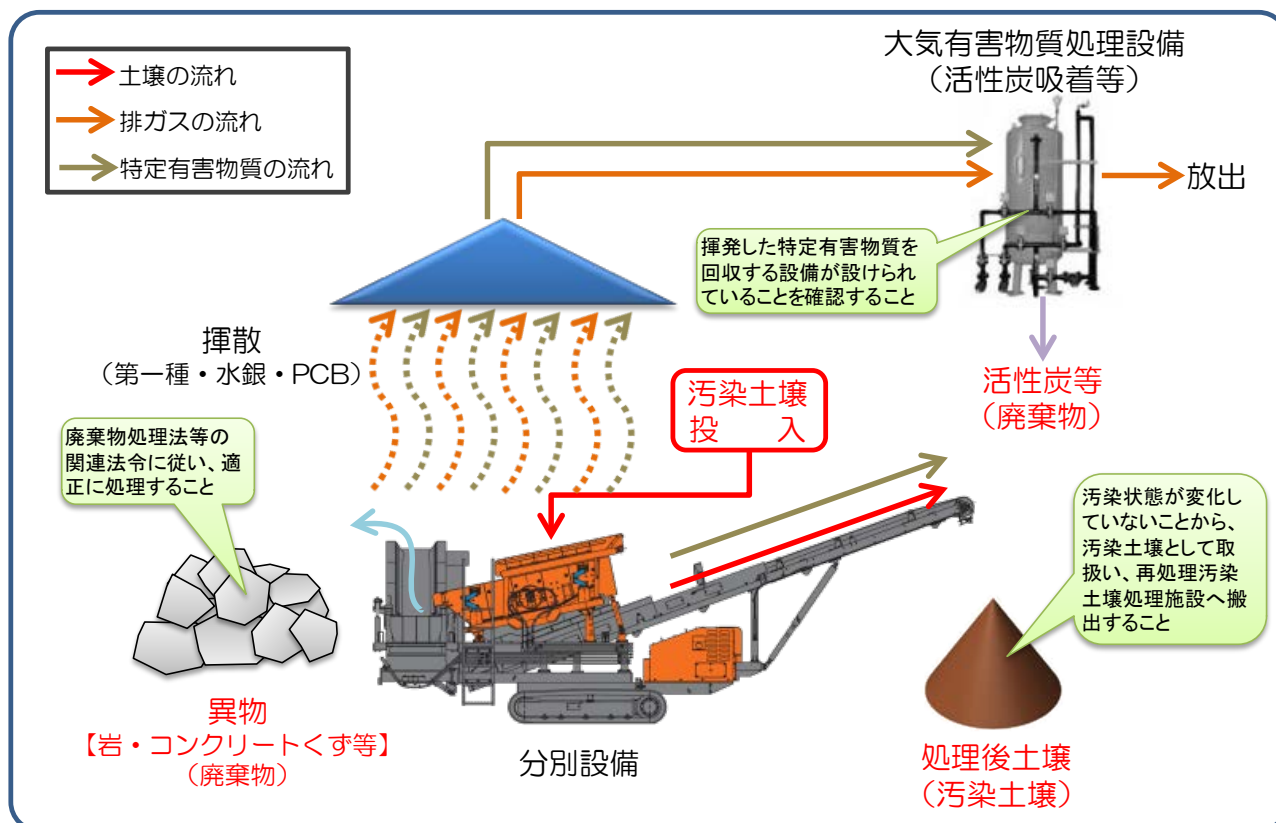 土壌の流れ
排ガスの流れ
特定有害物質の流れ
大気有害物質処理設備
（活性炭吸着等）
放出
揮発した特定有害物質を
回収する設備が設けられ
ていることを確認すること
揮散
（第一種・水銀・PCB）
汚染土壌
投　　入
活性炭等
（廃棄物）
廃棄物処理法等の
関連法令に従い、適
正に処理すること
汚染状態が変化し
ていないことから、
汚染土壌として取
扱い、再処理汚染
土壌処理施設へ搬
出すること
異物
【岩・コンクリートくず等】
（廃棄物）
分別設備
処理後土壌
（汚染土壌）